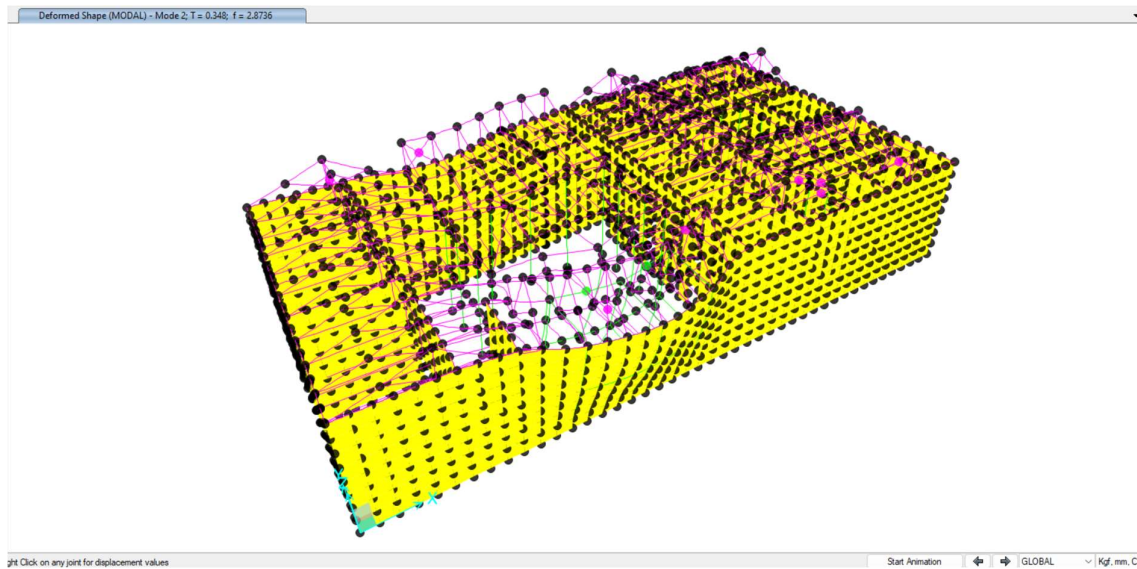 Deformed Shape (MODAL) - Mode 2; T = 0.348; f = 2.8736
X
ght Click on any joint for displacement values
Start Animation
GLOBAL
Kgf, mm, C